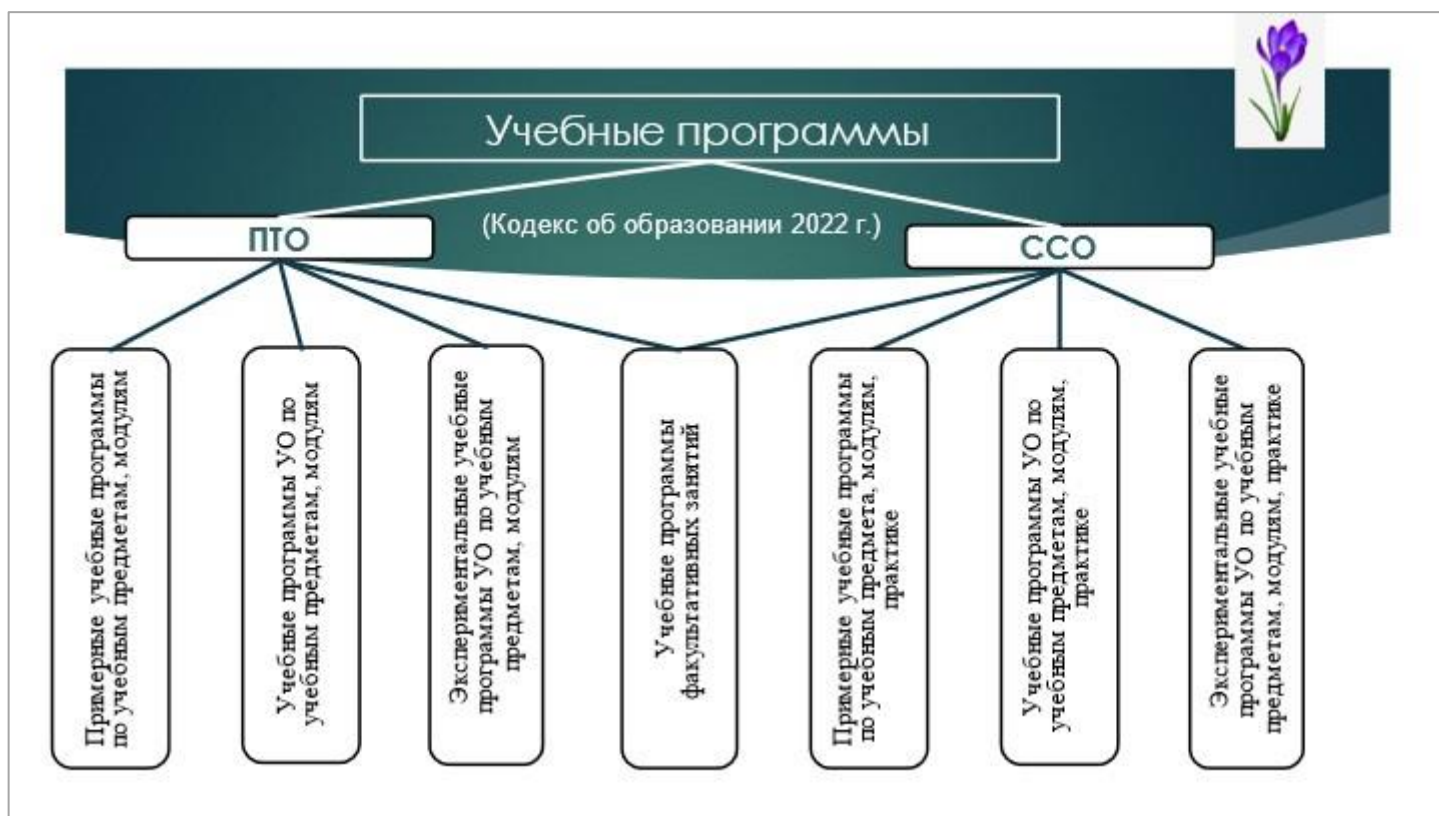 Учебные программы
(Кодекс об образовании 2022 г.)
ПТО
ССО
Примерные учебные программы
по учебным предметам, модулям
Учебные программы УО по
учебным предметам, модулям
Экспериментальные учебные
программы УО по учебным
предметам, модулям
Учебные программы
факультативных занятий
Примерные учебные программы
по учебным предмета, модулям,
практике
Учебные программы УО по
учебным предметам, модулям,
практике
Экспериментальные учебные
программы УО по учебным
предметам, модулям, практике